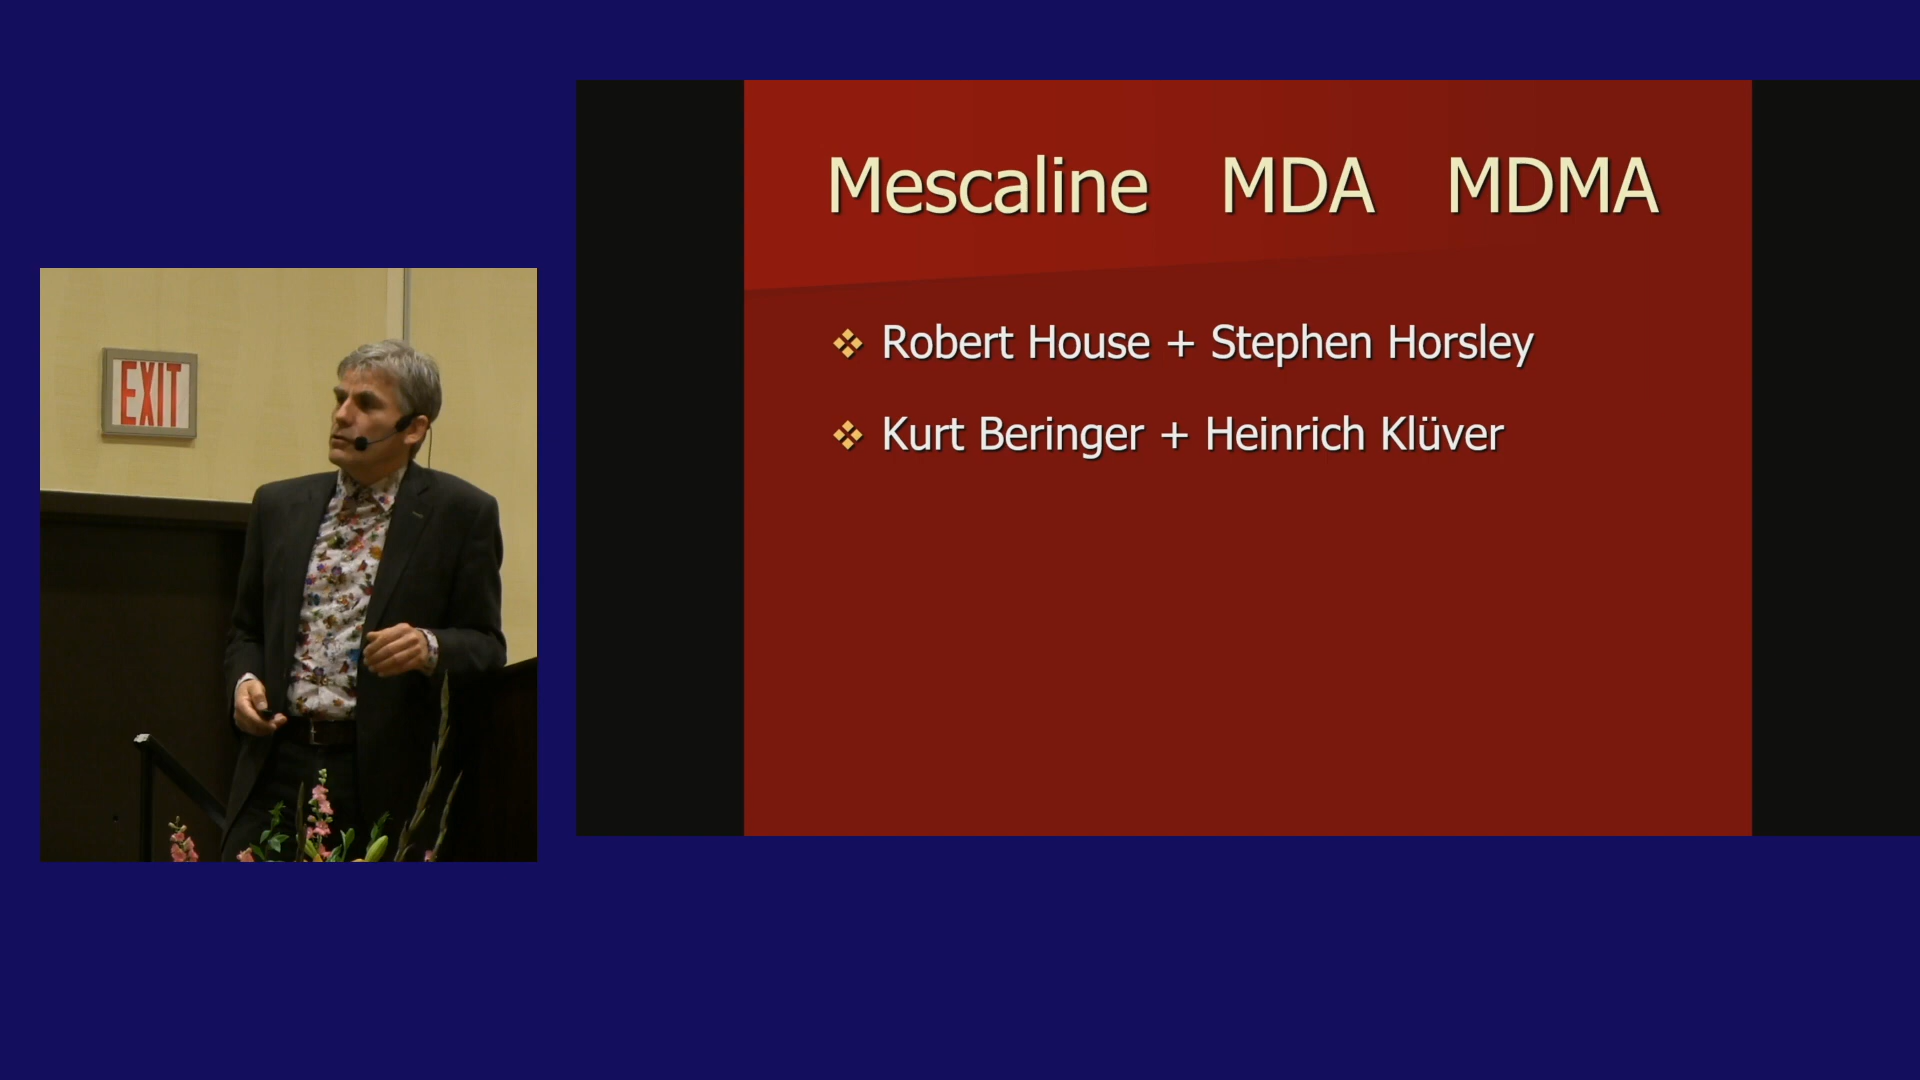 EXIT
Mescaline MDA MDMA
Robert House + Stephen Horsley
Kurt Beringer + Heinrich Klüver